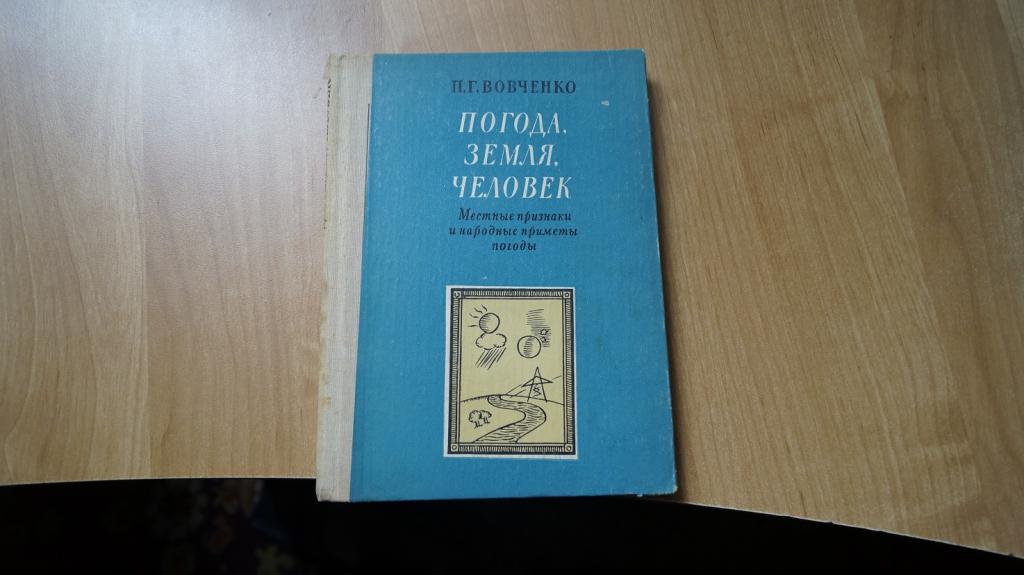 П.Г. ВОВЧЕНКО
ПОГОДА,
ЗЕМЛЯ,
ЧЕЛОВЕК
Местные признаки
и народные приметы
погоды